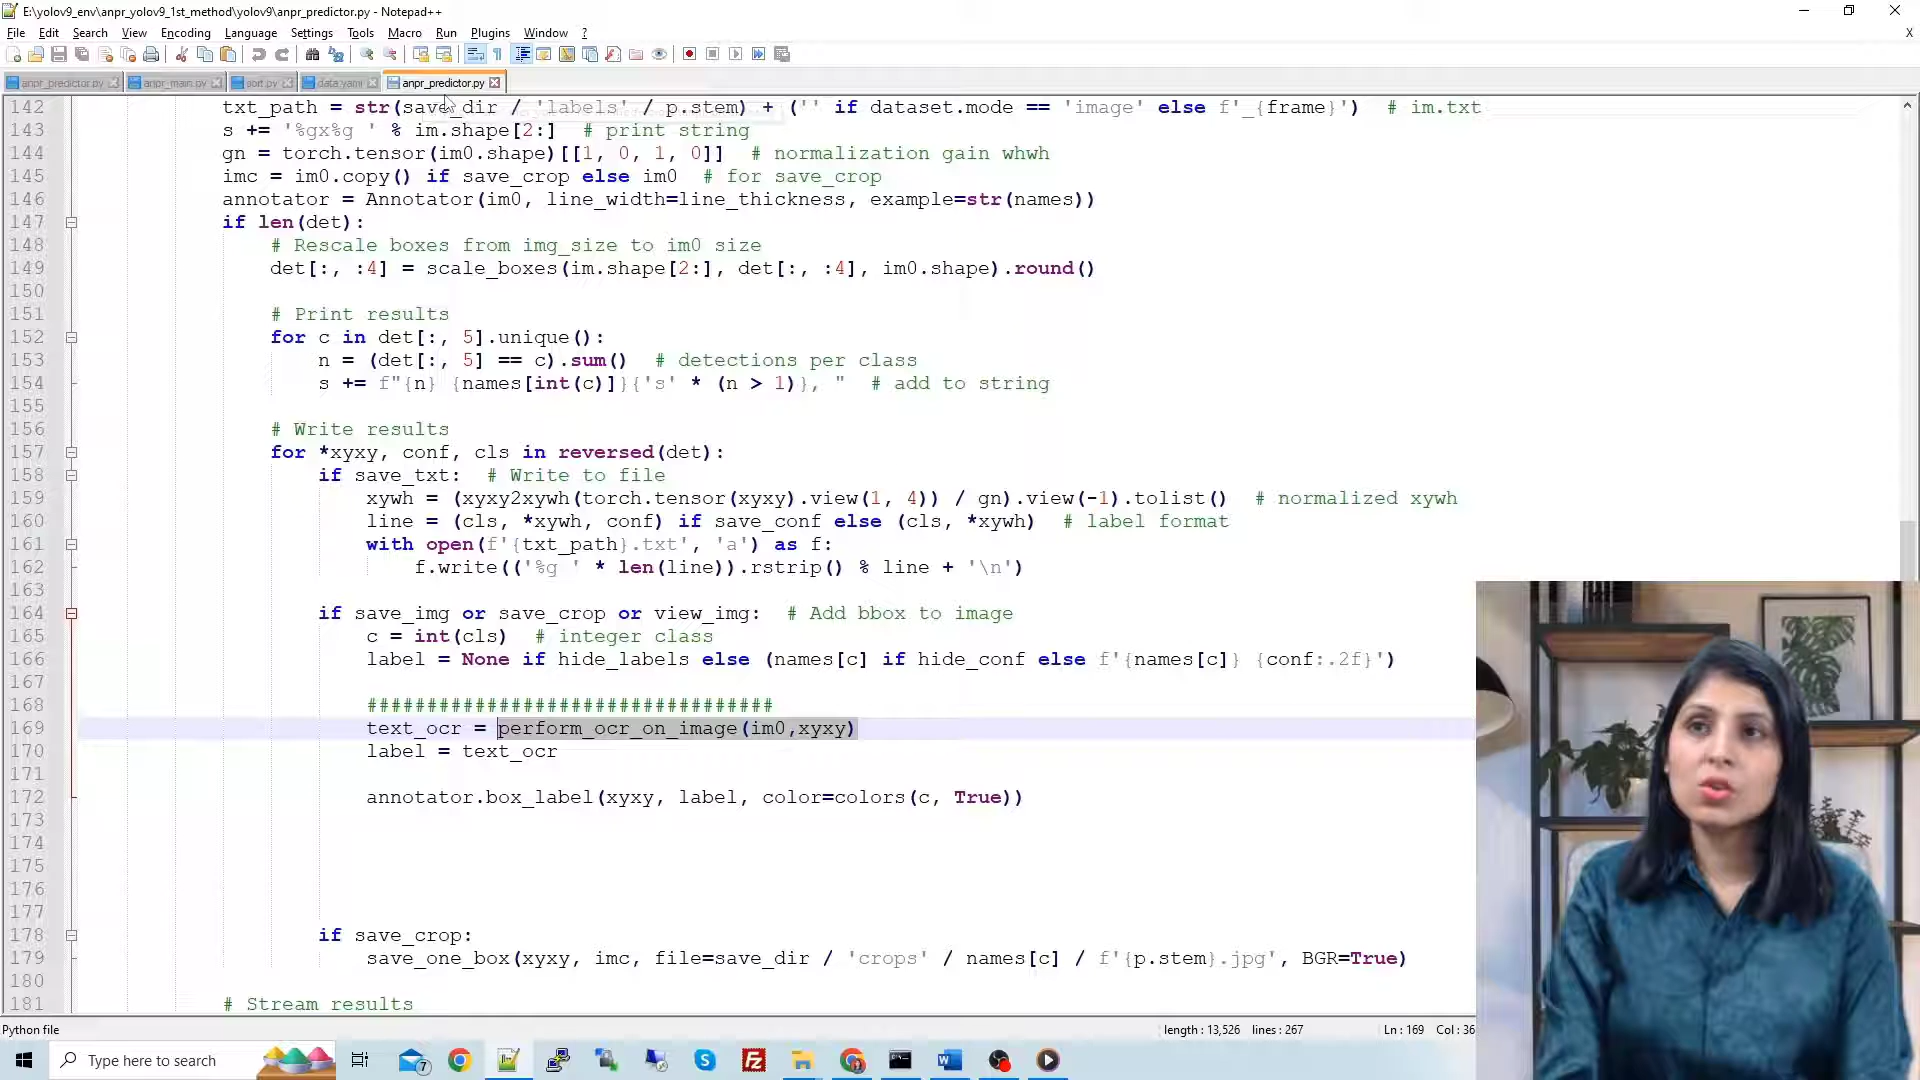 E:\yolov9_env\anpr_yolov9_1st_method\yolov9\anpr_predictor.py - Notepad++
File Edit Search View Encoding Language Settings Tools Macro Run Plugins Window ?
X
anpr_predictor.py anpr_main.py port.py data.yaml anpr_predictor.py
142 txt_path = str(save_dir / 'labels' / p.stem) + ('' if dataset.mode == 'image' else f'_{frame}')  # im.txt
143 s += '%gx%g ' % im.shape[2:]  # print string
144 gn = torch.tensor(im0.shape)[[1, 0, 1, 0]]  # normalization gain whwh
145 imc = im0.copy() if save_crop else im0  # for save_crop
146 annotator = Annotator(im0, line_width=line_thickness, example=str(names))
147 if len(det):
148 # Rescale boxes from img_size to im0 size
149 det[:, :4] = scale_boxes(im.shape[2:], det[:, :4], im0.shape).round()
150
151 # Print results
152 for c in det[:, 5].unique():
153 n = (det[:, 5] == c).sum()  # detections per class
154 s += f"{n} {names[int(c)]}{'s' * (n > 1)}, "  # add to string
155
156 # Write results
157 for *xyxy, conf, cls in reversed(det):
158 if save_txt:  # Write to file
159 xywh = (xyxy2xywh(torch.tensor(xyxy).view(1, 4)) / gn).view(-1).tolist()  # normalized xywh
160 line = (cls, *xywh, conf) if save_conf else (cls, *xywh)  # label format
161 with open(f'{txt_path}.txt', 'a') as f:
162 f.write(('%g ' * len(line)).rstrip() % line + '\n')
163
164 if save_img or save_crop or view_img:  # Add bbox to image
165 c = int(cls)  # integer class
166 label = None if hide_labels else (names[c] if hide_conf else f'{names[c]} {conf:.2f}')
167
168 ##################################
169 text_ocr = perform_ocr_on_image(im0,xyxy)
170 label = text_ocr
171
172 annotator.box_label(xyxy, label, color=colors(c, True))
173
174
175
176
177
178 if save_crop:
179 save_one_box(xyxy, imc, file=save_dir / 'crops' / names[c] / f'{p.stem}.jpg', BGR=True)
180
181 # Stream results
Python file length : 13,526 lines : 267 Ln : 169 Col : 36
Type here to search
7